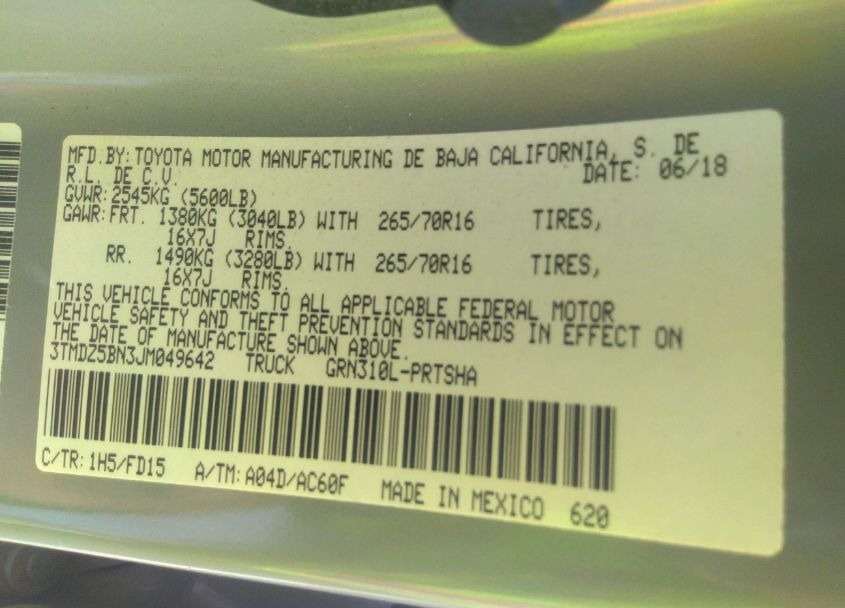 MFD.BY:TOYOTA MOTOR MANUFACTURING DE BAJA CALIFORNIA, S. DE
R.L. DE C.V. DATE: 06/18
GVWR:2545KG (5600LB)
GAWR:FRT. 1380KG (3040LB) WITH 265/70R16 TIRES,
16X7J RIMS.
RR. 1490KG (3280LB) WITH 265/70R16 TIRES,
16X7J RIMS.
THIS VEHICLE CONFORMS TO ALL APPLICABLE FEDERAL MOTOR
VEHICLE SAFETY AND THEFT PREVENTION STANDARDS IN EFFECT ON
THE DATE OF MANUFACTURE SHOWN ABOVE.
3TMDZ5BN3JM049642 TRUCK GRN310L-PRTSHA
C/TR:1H5/FD15 A/TM:A04D/AC60F MADE IN MEXICO 620